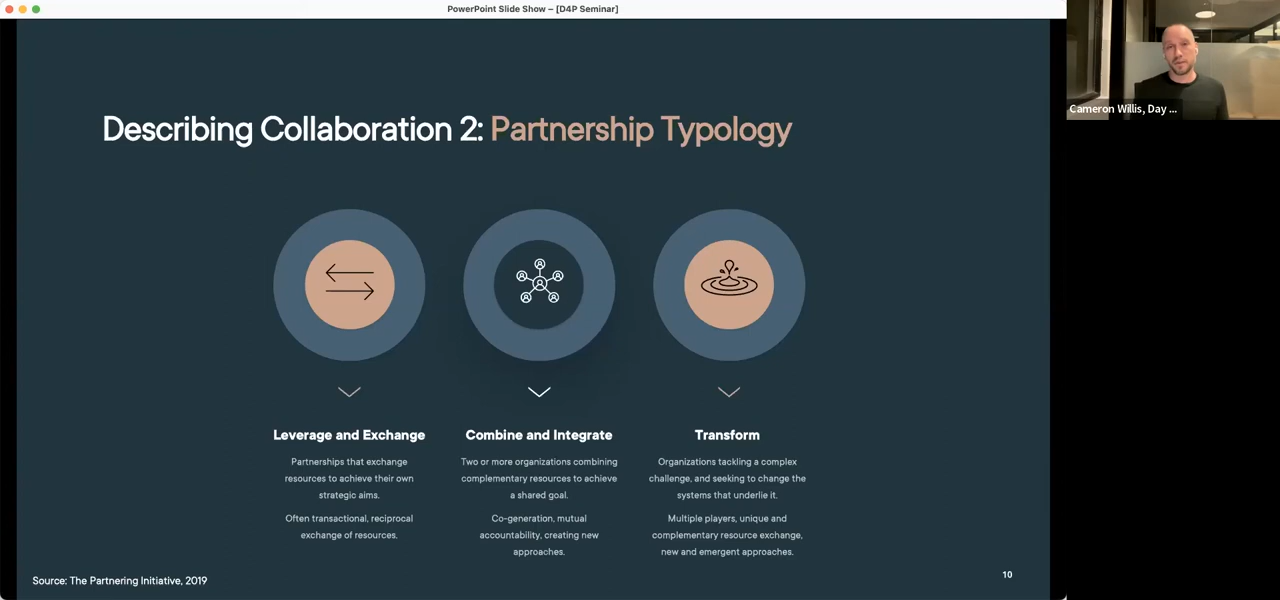 PowerPoint Slide Show – [D4P Seminar]
Cameron Willis, Day ...
Describing Collaboration 2: Partnership Typology
Leverage and Exchange
Partnerships that exchange
resources to achieve their own
strategic aims.
Often transactional, reciprocal
exchange of resources.
Combine and Integrate
Two or more organizations combining
complementary resources to achieve
a shared goal.
Co-generation, mutual
accountability, creating new
approaches.
Transform
Organizations tackling a complex
challenge, and seeking to change the
systems that underlie it.
Multiple players, unique and
complementary resource exchange,
new and emergent approaches.
Source: The Partnering Initiative, 2019
10